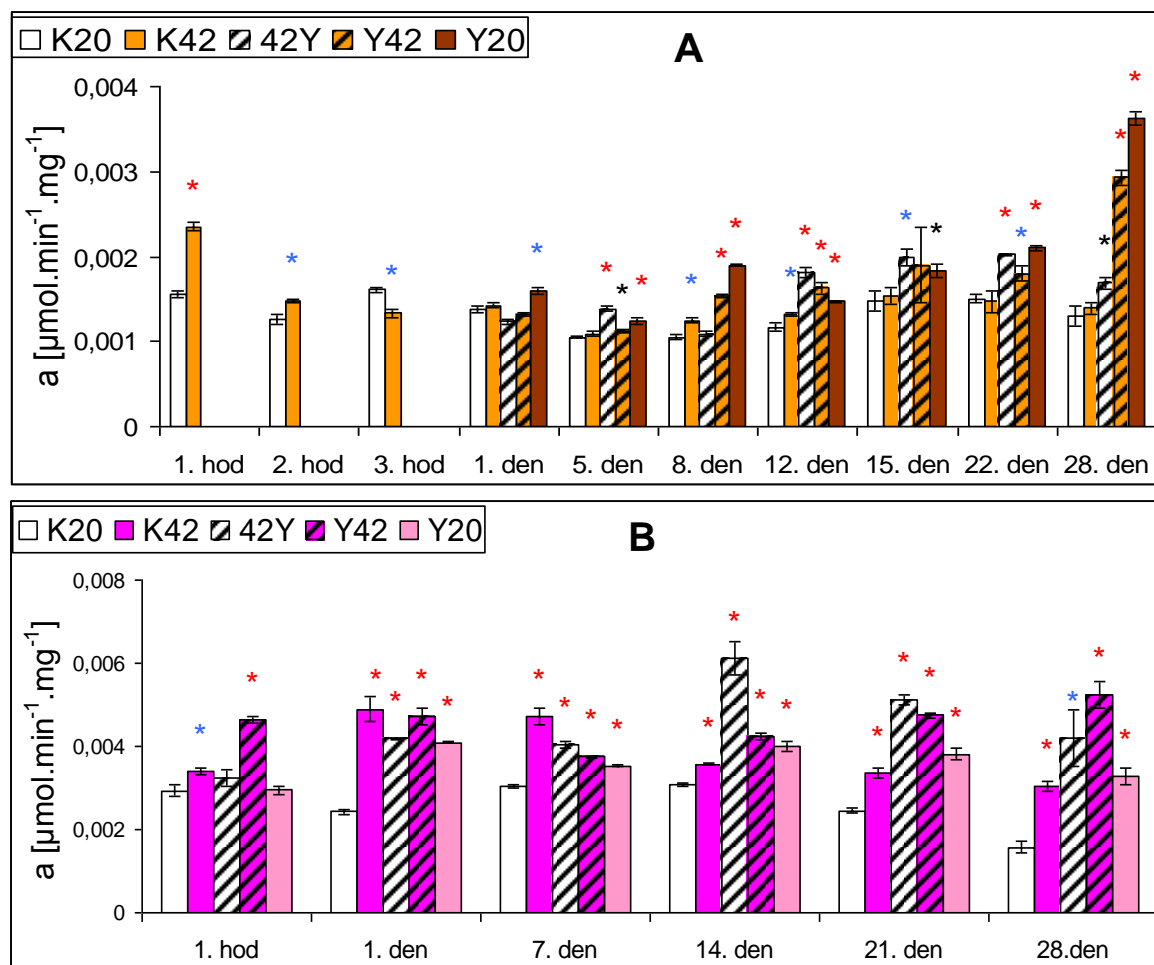 K20 K42 42Y Y42 Y20
A
0,004
0,003
0,002
0,001
0
a [µmol.min⁻¹.mg⁻¹]
* * * * * * * * * * * * * * * * * * * * * * *
1. hod 2. hod 3. hod 1. den 5. den 8. den 12. den 15. den 22. den 28. den
K20 K42 42Y Y42 Y20
B
0,008
0,006
0,004
0,002
0
a [µmol.min⁻¹.mg⁻¹]
* * * * * * * * * * * * * * * * * * * * * *
1. hod 1. den 7. den 14. den 21. den 28.den